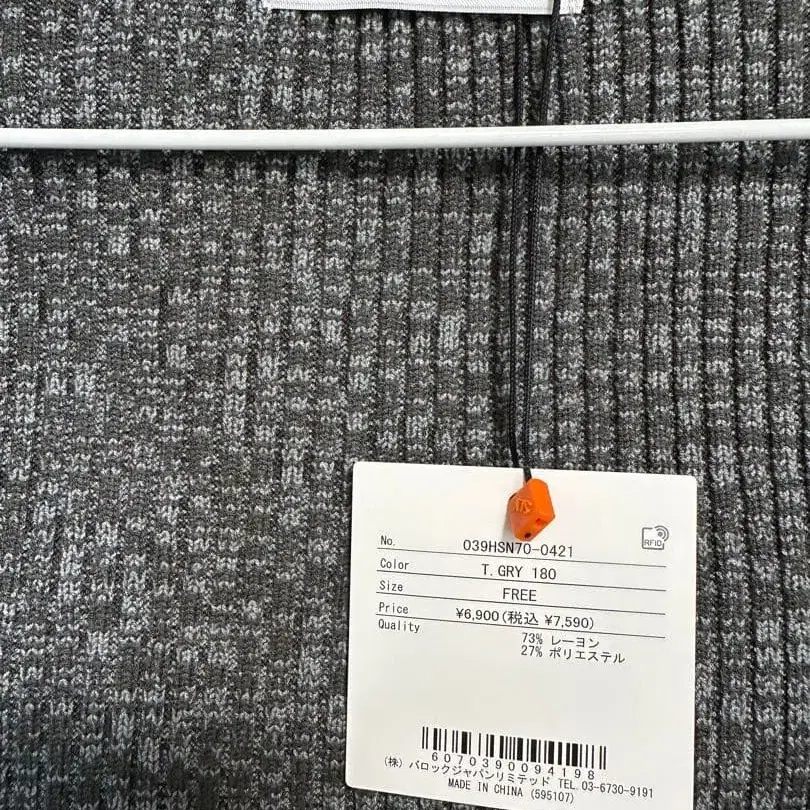 RFID
No. 039HSN70-0421
Color T. GRY 180
Size FREE
Price ¥6,900(税込 ¥7,590)
Quality 73% レーヨン
27% ポリエステル
6070390094198
(株) バロックジャパンリミテッド TEL. 03-6730-9191
MADE IN CHINA (595107)